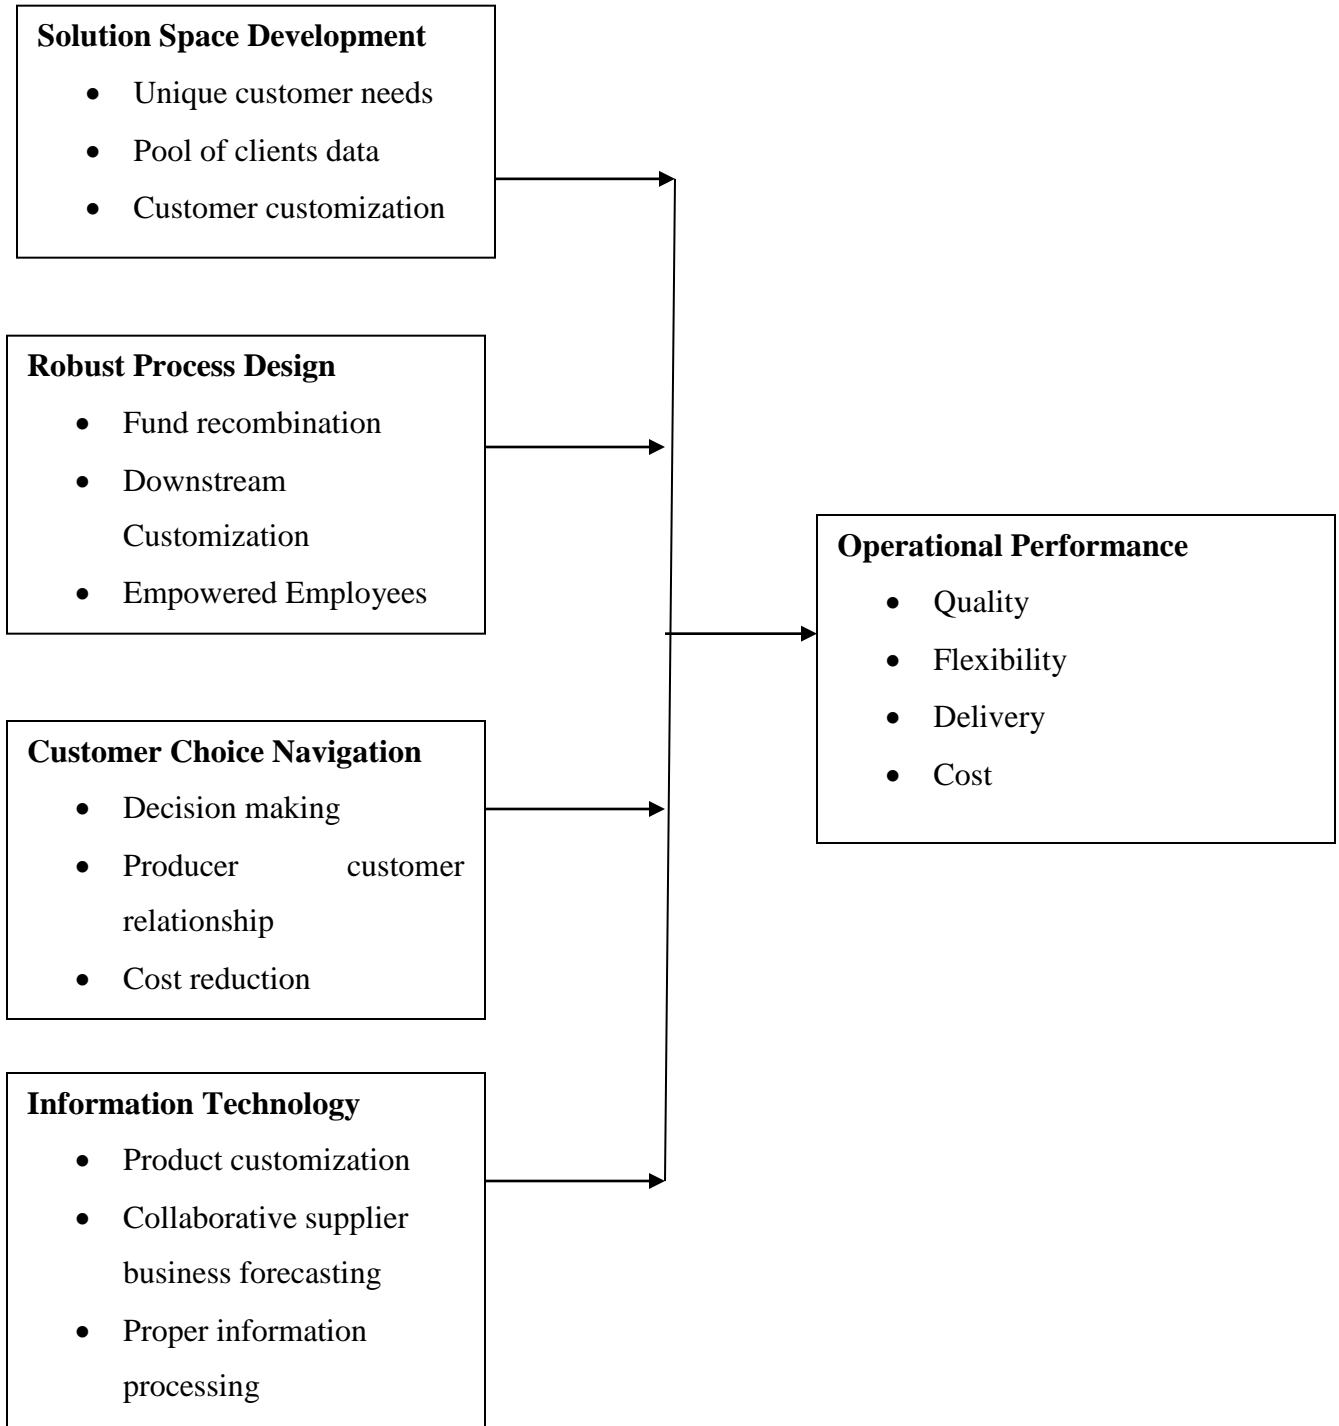 Solution Space Development
• Unique customer needs
• Pool of clients data
• Customer customization
Robust Process Design
• Fund recombination
• Downstream
Customization
• Empowered Employees
Customer Choice Navigation
• Decision making
• Producer customer
relationship
• Cost reduction
Information Technology
• Product customization
• Collaborative supplier
business forecasting
• Proper information
processing
Operational Performance
• Quality
• Flexibility
• Delivery
• Cost